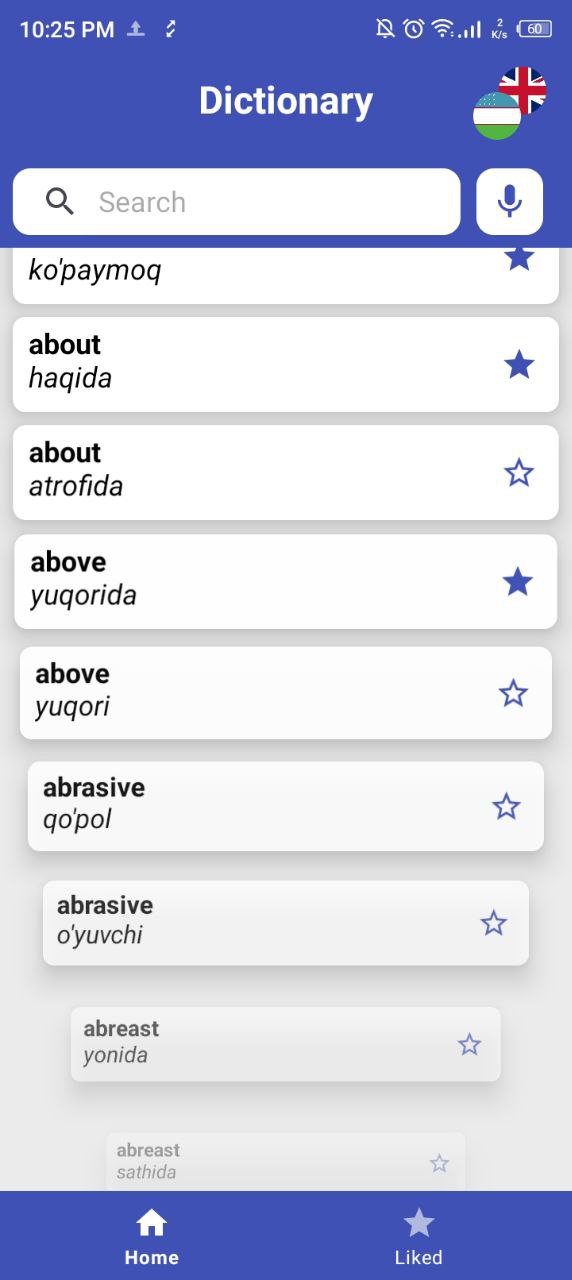 10:25 PM
2
K/s
60
Dictionary
Search
ko'paymoq
about
haqida
about
atrofida
above
yuqorida
above
yuqori
abrasive
qo'pol
abrasive
o'yuvchi
abreast
yonida
abreast
sathida
Home
Liked